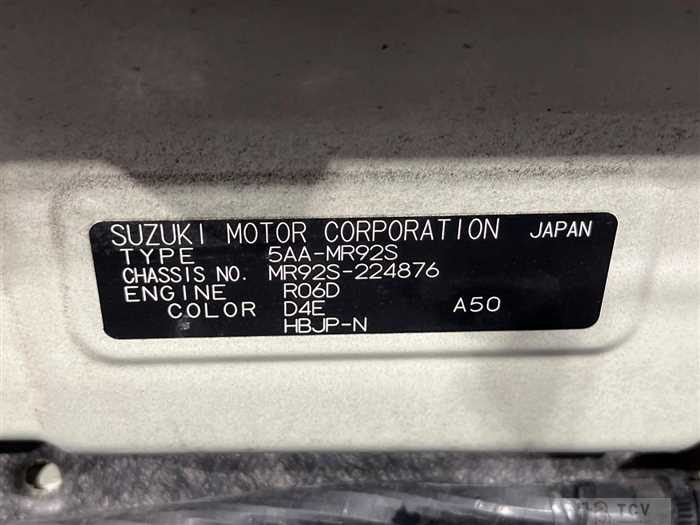 SUZUKI MOTOR CORPORATION JAPAN
TYPE 5AA-MR92S
CHASSIS NO. MR92S-224876
ENGINE R06D
COLOR D4E A50
HBJP-N
TCV